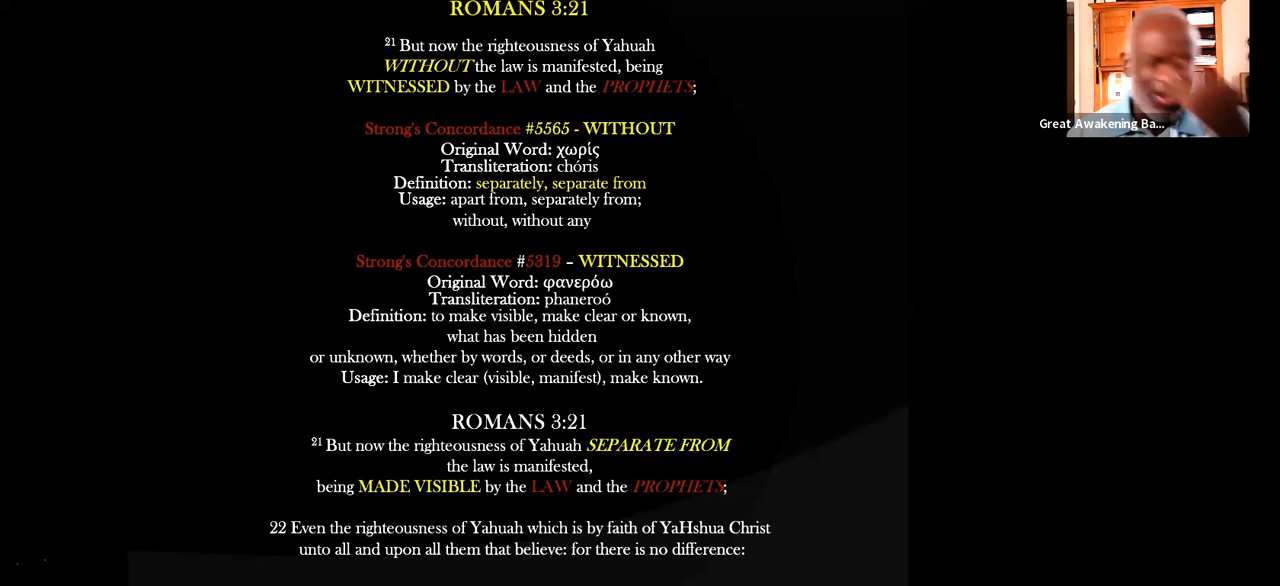 ROMANS 3:21
21 But now the righteousness of Yahuah
WITHOUT the law is manifested, being
WITNESSED by the LAW and the PROPHETS;
Strong's Concordance #5565 - WITHOUT
Original Word: χωρίς
Transliteration: chóris
Definition: separately, separate from
Usage: apart from, separately from;
without, without any
Strong's Concordance #5319 – WITNESSED
Original Word: φανερόω
Transliteration: phaneroó
Definition: to make visible, make clear or known,
what has been hidden
or unknown, whether by words, or deeds, or in any other way
Usage: I make clear (visible, manifest), make known.
ROMANS 3:21
21 But now the righteousness of Yahuah SEPARATE FROM
the law is manifested,
being MADE VISIBLE by the LAW and the PROPHETS;
22 Even the righteousness of Yahuah which is by faith of YaHshua Christ
unto all and upon all them that believe: for there is no difference:
Great Awakening Ba...